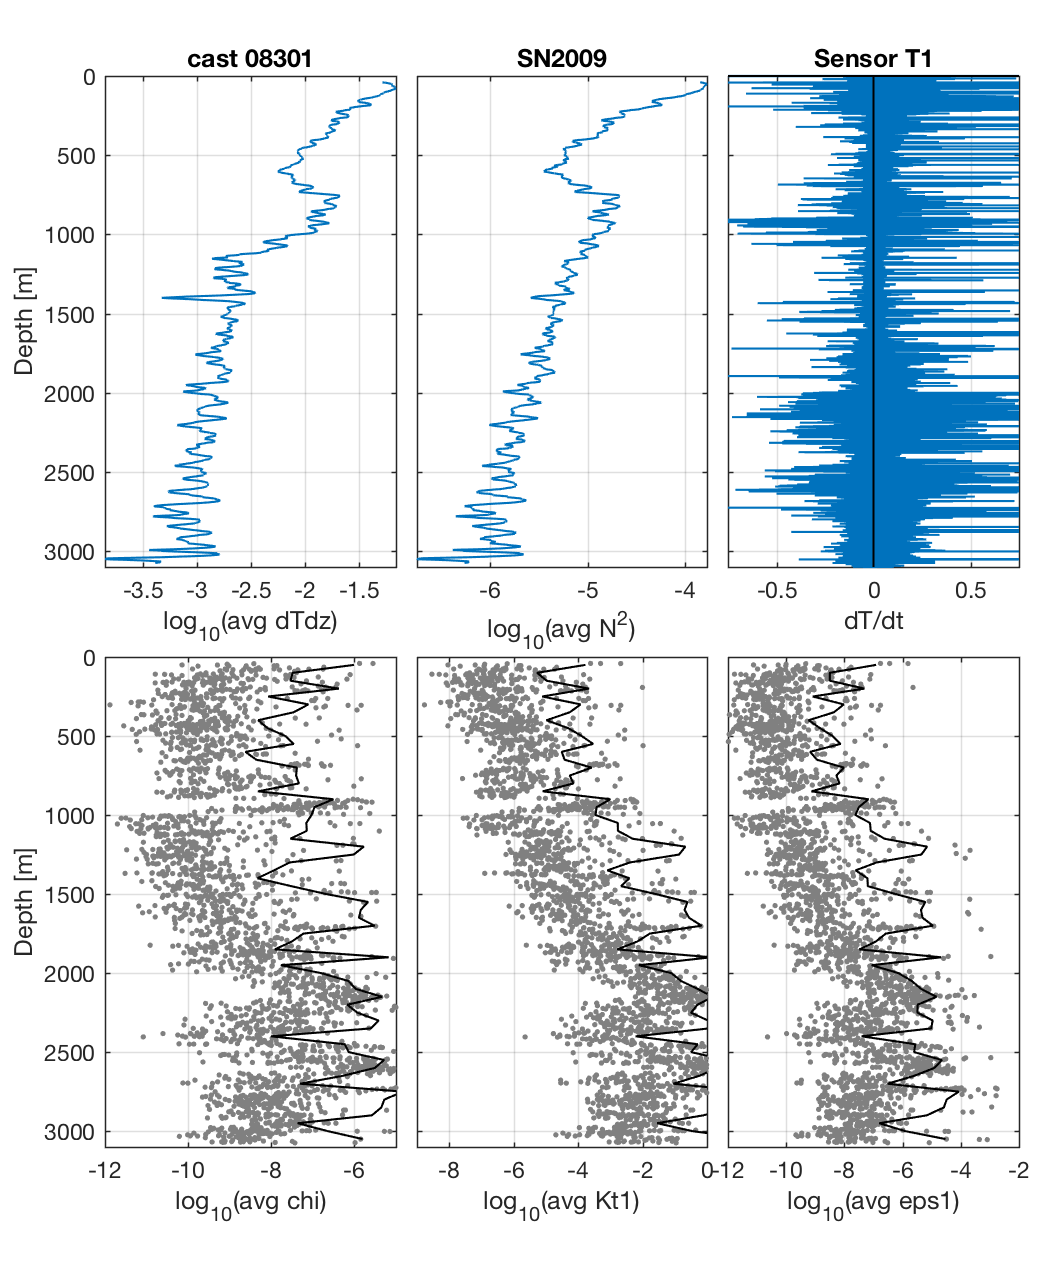 cast 08301
SN2009
Sensor T1
0
500
1000
1500
2000
2500
3000
Depth [m]
-3.5 -3 -2.5 -2 -1.5
-6 -5 -4
-0.5 0 0.5
log10(avg dTdz)
log10(avg N2)
dT/dt
0
500
1000
1500
2000
2500
3000
Depth [m]
-12 -10 -8 -6
-8 -6 -4 -2 0
-12 -10 -8 -6 -4 -2
log10(avg chi)
log10(avg Kt1)
log10(avg eps1)